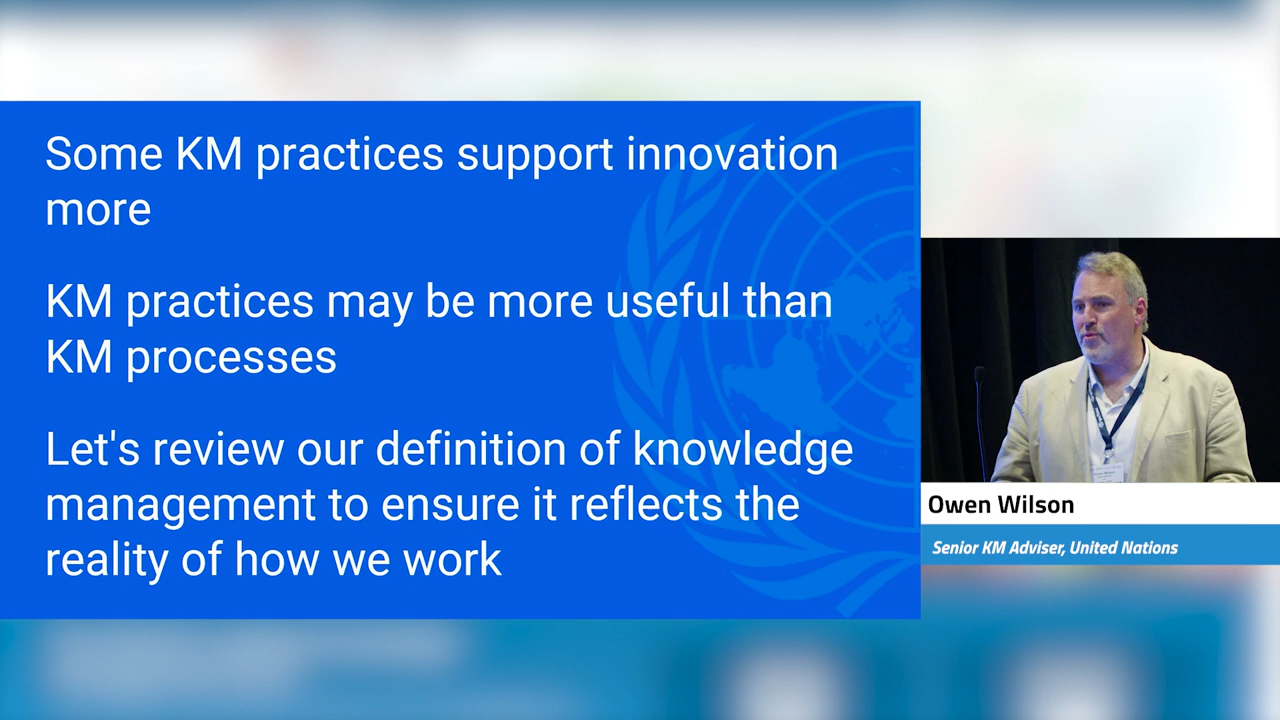 Some KM practices support innovation
more
KM practices may be more useful than
KM processes
Let's review our definition of knowledge
management to ensure it reflects the
reality of how we work
Owen Wilson
Senior KM Adviser, United Nations